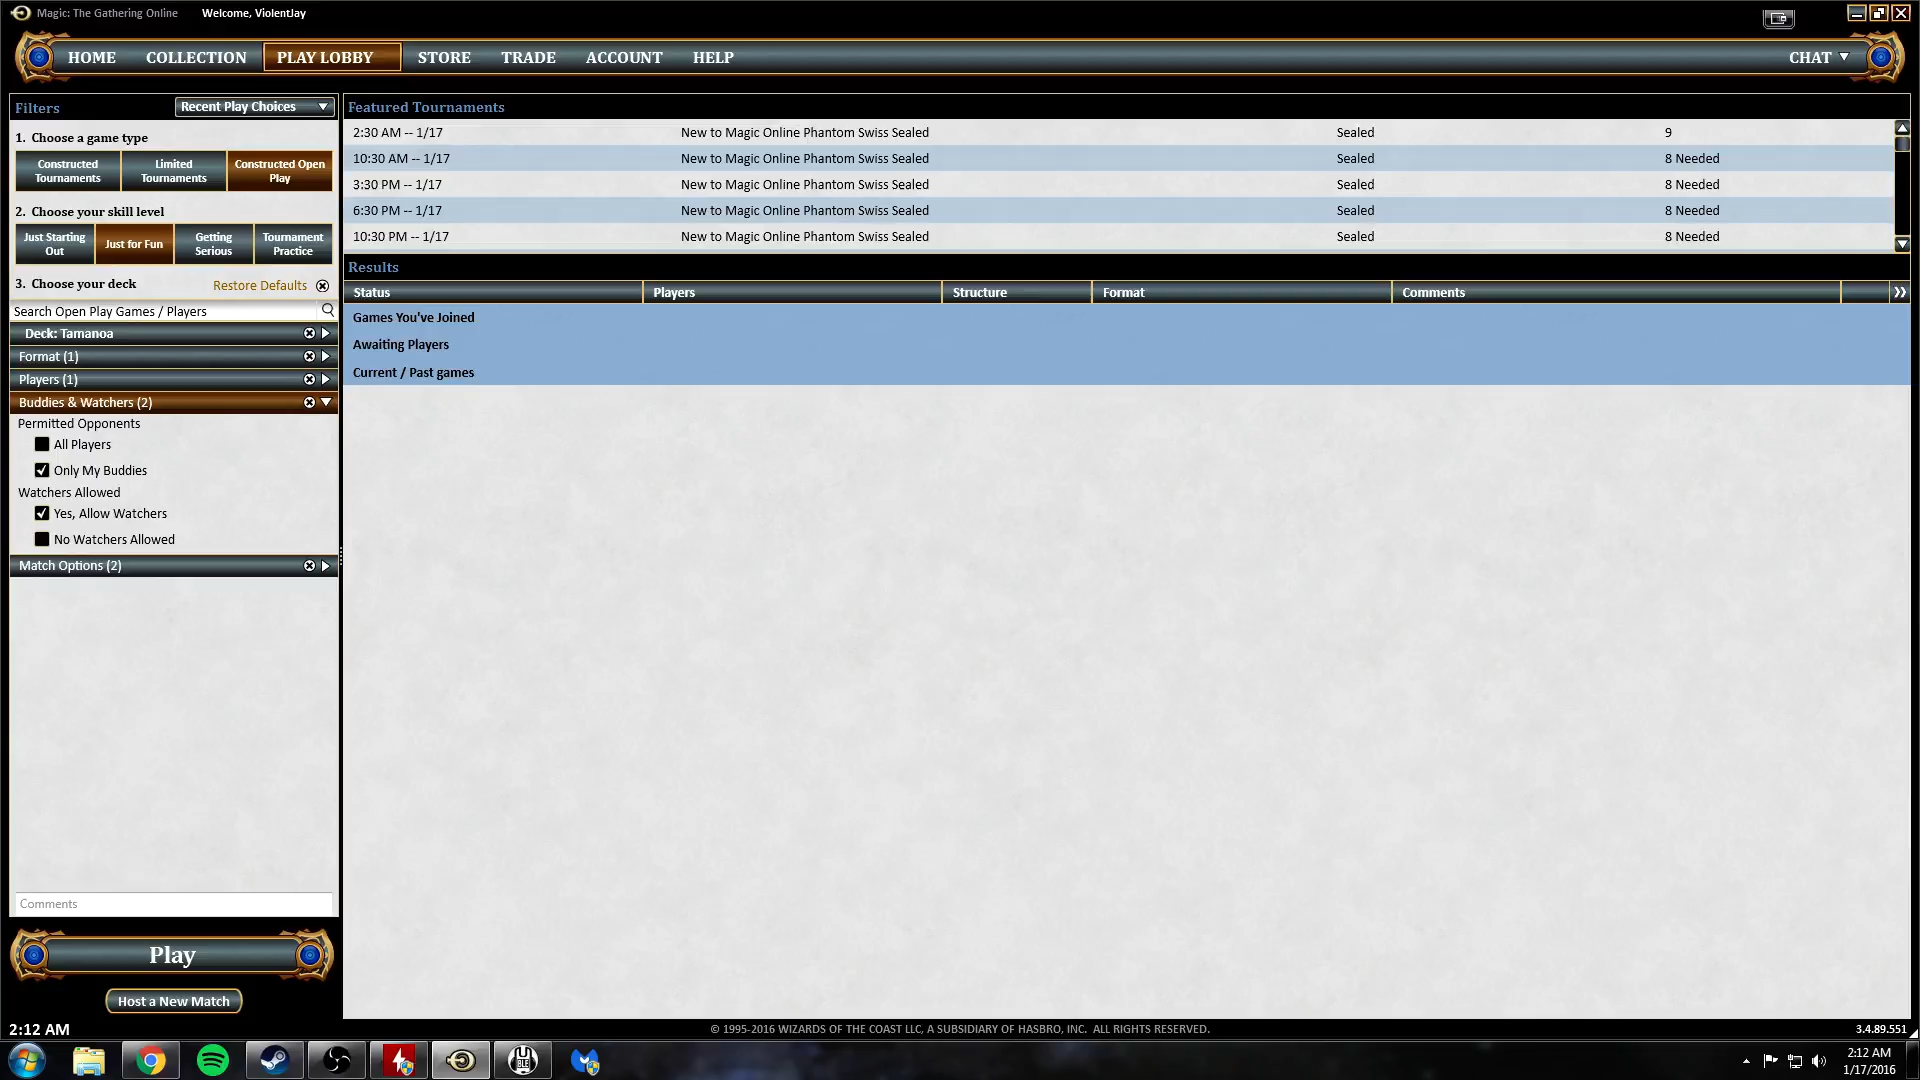 Magic: The Gathering Online Welcome, ViolentJay
HOME COLLECTION PLAY LOBBY STORE TRADE ACCOUNT HELP CHAT
Filters Recent Play Choices
1. Choose a game type
Constructed Tournaments Limited Tournaments Constructed Open Play
2. Choose your skill level
Just Starting Out Just for Fun Getting Serious Tournament Practice
3. Choose your deck Restore Defaults
Search Open Play Games / Players
Deck: Tamanoa
Format (1)
Players (1)
Buddies & Watchers (2)
Permitted Opponents
All Players
Only My Buddies
Watchers Allowed
Yes, Allow Watchers
No Watchers Allowed
Match Options (2)
Comments
Play
Host a New Match
2:12 AM
Featured Tournaments
2:30 AM -- 1/17 New to Magic Online Phantom Swiss Sealed Sealed 9
10:30 AM -- 1/17 New to Magic Online Phantom Swiss Sealed Sealed 8 Needed
3:30 PM -- 1/17 New to Magic Online Phantom Swiss Sealed Sealed 8 Needed
6:30 PM -- 1/17 New to Magic Online Phantom Swiss Sealed Sealed 8 Needed
10:30 PM -- 1/17 New to Magic Online Phantom Swiss Sealed Sealed 8 Needed
Results
Status Players Structure Format Comments
Games You've Joined
Awaiting Players
Current / Past games
© 1995-2016 WIZARDS OF THE COAST LLC, A SUBSIDIARY OF HASBRO, INC. ALL RIGHTS RESERVED.
3.4.89.551
2:12 AM
1/17/2016